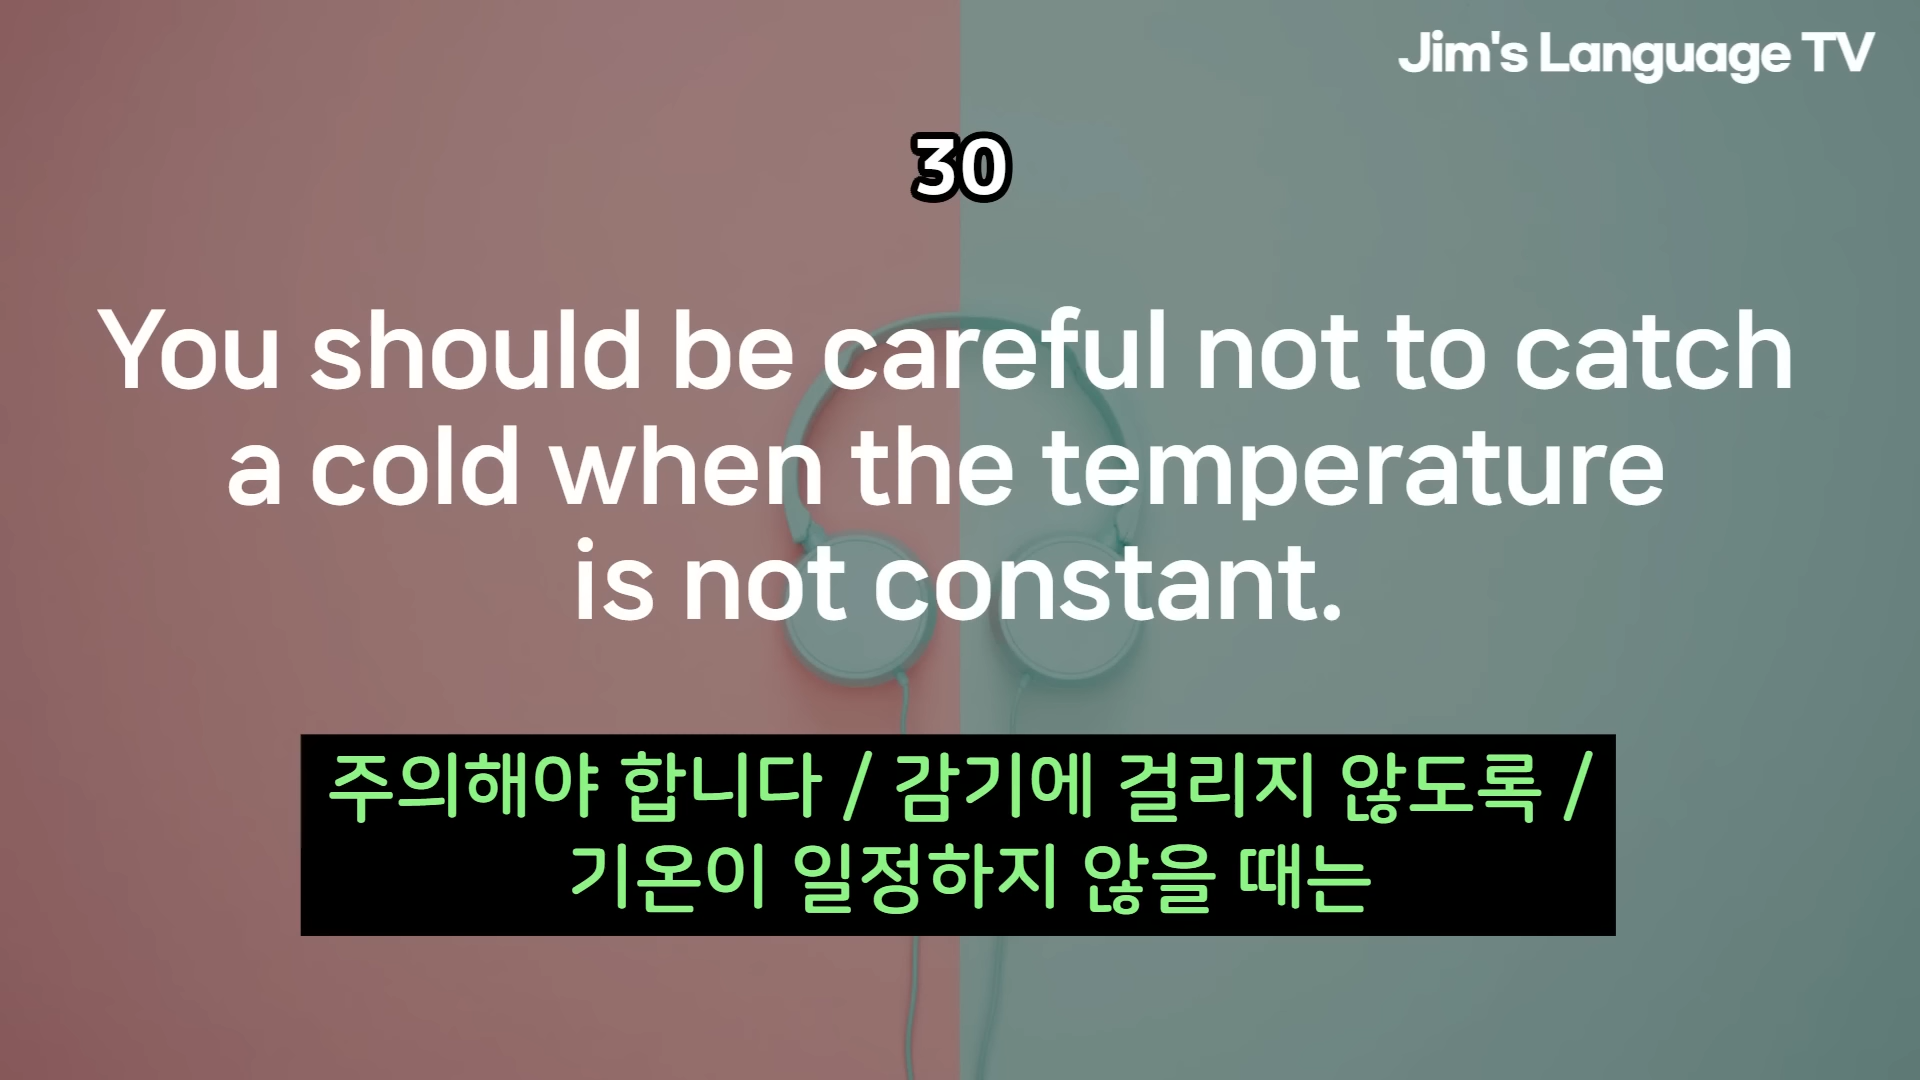 Jim's Language TV
30
You should be careful not to catch
a cold when the temperature
is not constant.
주의해야 합니다 / 감기에 걸리지 않도록 /
기온이 일정하지 않을 때는